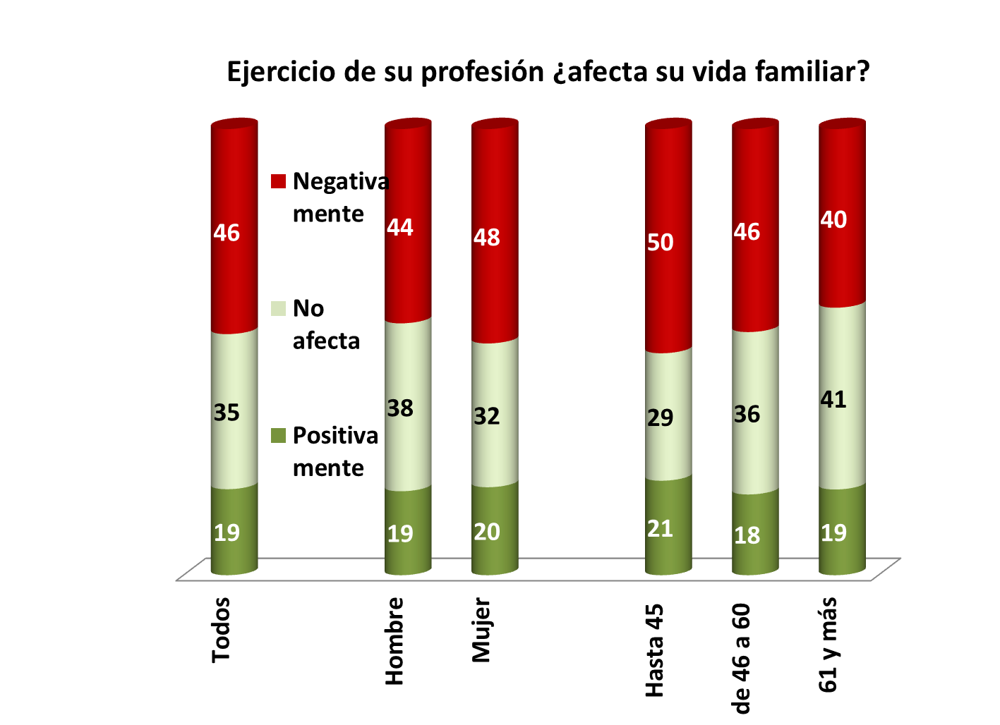 Ejercicio de su profesión ¿afecta su vida familiar?
Negativa
mente
No
afecta
Positiva
mente
46 44 48 50 46 40
35 38 32 29 36 41
19 19 20 21 18 19
Todos
Hombre
Mujer
Hasta 45
de 46 a 60
61 y más